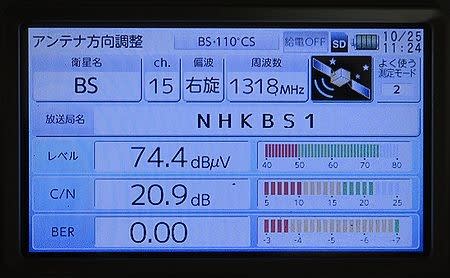 アンテナ方向調整 BS・110°CS 給電OFF SD 10/25
11:24
衛星名 ch. 偏波 周波数 よく使う
測定モード
BS 15 右旋 1318MHz 2
放送局名 NHKBS1
レベル 74.4dBμV 40 50 60 70 80
C/N 20.9dB 5 10 15 20 25
BER 0.00 -3 -4 -5 -6 -7